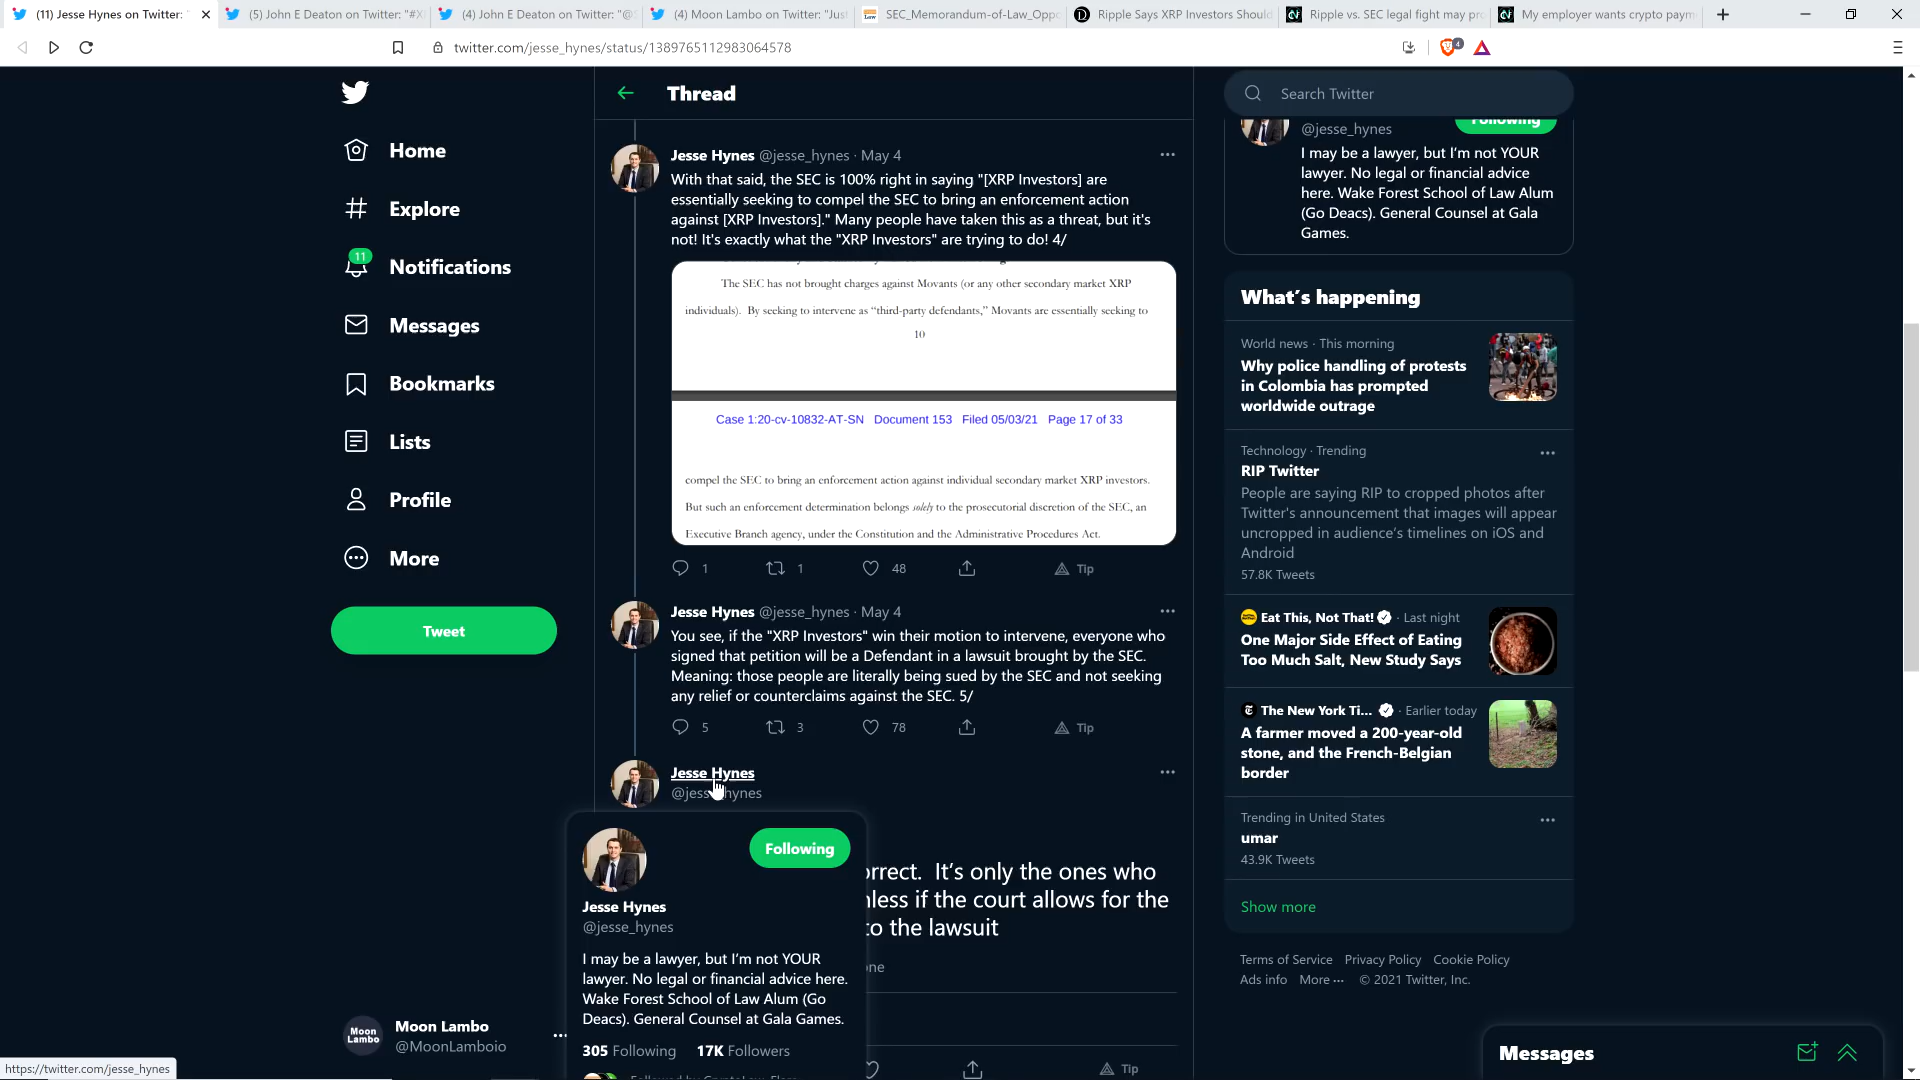 (11) Jesse Hynes on Twitter:
(5) John E Deaton on Twitter: "#X
(4) John E Deaton on Twitter: "@
(4) Moon Lambo on Twitter: "Just
SEC_Memorandum-of-Law_Oppo
Ripple Says XRP Investors Should
Ripple vs. SEC legal fight may pro
My employer wants crypto paym
twitter.com/jesse_hynes/status/1389765112983064578
4
Home
Explore
11
Notifications
Messages
Bookmarks
Lists
Profile
More
Tweet
Moon Lambo
Moon Lambo
@MoonLamboio
https://twitter.com/jesse_hynes
Thread
Jesse Hynes @jesse_hynes · May 4
With that said, the SEC is 100% right in saying "[XRP Investors] are
essentially seeking to compel the SEC to bring an enforcement action
against [XRP Investors]." Many people have taken this as a threat, but it's
not! It's exactly what the "XRP Investors" are trying to do! 4/
The SEC has not brought charges against Movants (or any other secondary market XRP
individuals). By seeking to intervene as “third-party defendants,” Movants are essentially seeking to
10
Case 1:20-cv-10832-AT-SN Document 153 Filed 05/03/21 Page 17 of 33
compel the SEC to bring an enforcement action against individual secondary market XRP investors.
But such an enforcement determination belongs solely to the prosecutorial discretion of the SEC, an
Executive Branch agency, under the Constitution and the Administrative Procedures Act.
1 1 48 Tip
Jesse Hynes @jesse_hynes · May 4
You see, if the "XRP Investors" win their motion to intervene, everyone who
signed that petition will be a Defendant in a lawsuit brought by the SEC.
Meaning: those people are literally being sued by the SEC and not seeking
any relief or counterclaims against the SEC. 5/
5 3 78 Tip
Jesse Hynes
@jesse_hynes
Following
Jesse Hynes
@jesse_hynes
I may be a lawyer, but I’m not YOUR
lawyer. No legal or financial advice here.
Wake Forest School of Law Alum (Go
Deacs). General Counsel at Gala Games.
305 Following 17K Followers
orrect. It’s only the ones who
nless if the court allows for the
to the lawsuit
one
Tip
Search Twitter
Following
@jesse_hynes
I may be a lawyer, but I’m not YOUR
lawyer. No legal or financial advice
here. Wake Forest School of Law Alum
(Go Deacs). General Counsel at Gala
Games.
What’s happening
World news · This morning
Why police handling of protests
in Colombia has prompted
worldwide outrage
Technology · Trending
RIP Twitter
People are saying RIP to cropped photos after
Twitter's announcement that images will appear
uncropped in audience’s timelines on iOS and
Android
57.8K Tweets
Eat This, Not That! · Last night
One Major Side Effect of Eating
Too Much Salt, New Study Says
The New York Ti... · Earlier today
A farmer moved a 200-year-old
stone, and the French-Belgian
border
Trending in United States
umar
43.9K Tweets
Show more
Terms of Service Privacy Policy Cookie Policy
Ads info More ··· © 2021 Twitter, Inc.
Messages